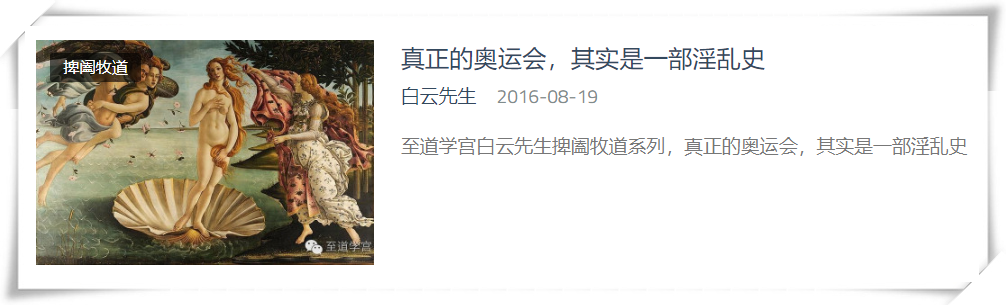 捭阖牧道
至道学宫
真正的奥运会，其实是一部淫乱史
白云先生 2016-08-19
至道学宫白云先生捭阖牧道系列，真正的奥运会，其实是一部淫乱史